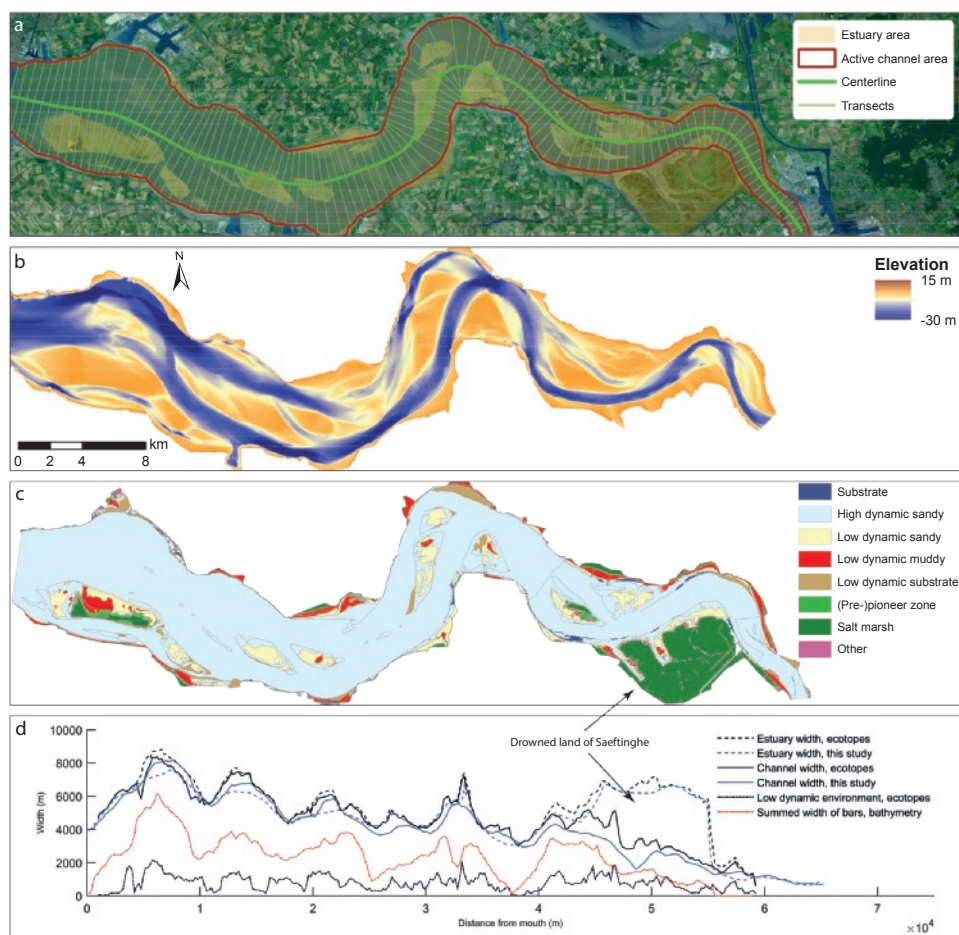 a
Estuary area
Active channel area
Centerline
Transects
b
N
Elevation
15 m
-30 m
km
0 2 4 8
c
Substrate
High dynamic sandy
Low dynamic sandy
Low dynamic muddy
Low dynamic substrate
(Pre-)pioneer zone
Salt marsh
Other
d
Drowned land of Saeftinghe
Estuary width, ecotopes
Estuary width, this study
Channel width, ecotopes
Channel width, this study
Low dynamic environment, ecotopes
Summed width of bars, bathymetry
Width (m)
10000
8000
6000
4000
2000
0
0 1 2 3 4 5 6 7
Distance from mouth (m)
×10⁴